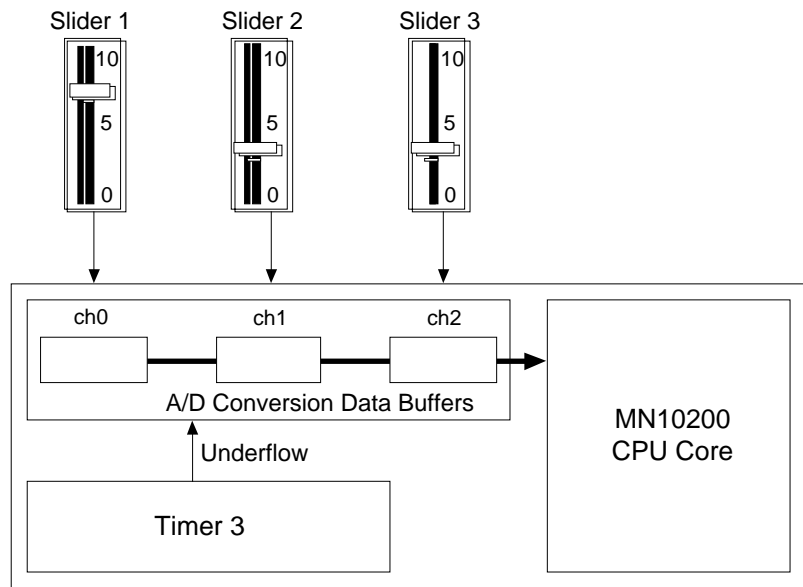 Slider 1
Slider 2
Slider 3
10
5
0
10
5
0
10
5
0
ch0
ch1
ch2
A/D Conversion Data Buffers
Underflow
Timer 3
MN10200
CPU Core